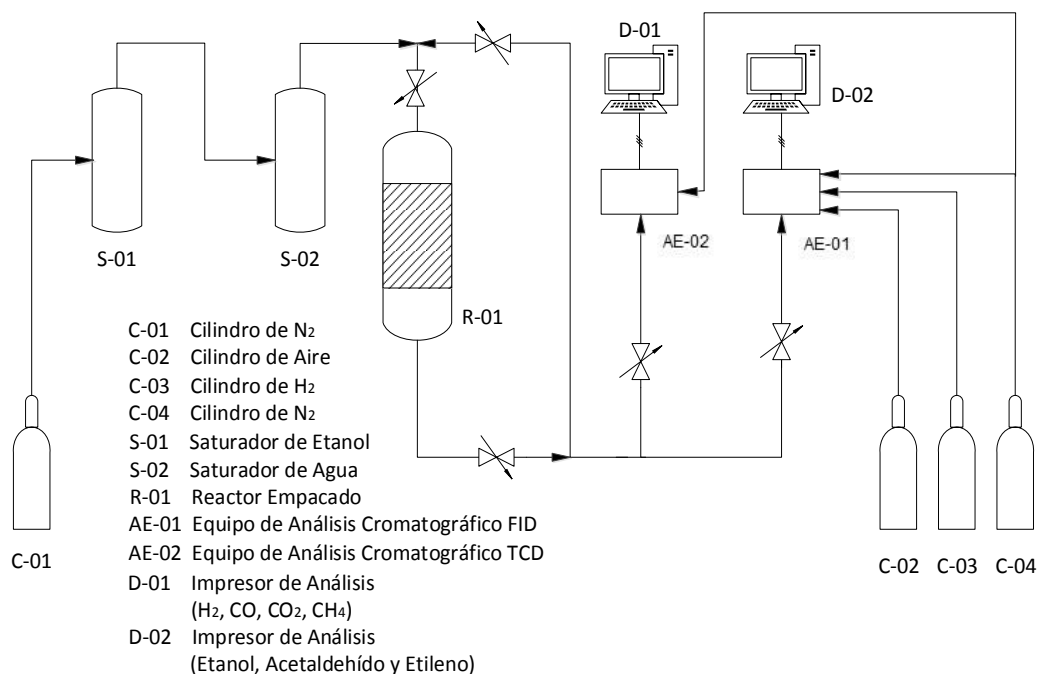 D-01
D-02
AE-02
AE-01
S-01
S-02
R-01
C-01 Cilindro de N2
C-02 Cilindro de Aire
C-03 Cilindro de H2
C-04 Cilindro de N2
S-01 Saturador de Etanol
S-02 Saturador de Agua
R-01 Reactor Empacado
AE-01 Equipo de Análisis Cromatográfico FID
AE-02 Equipo de Análisis Cromatográfico TCD
D-01 Impresor de Análisis
(H2, CO, CO2, CH4)
D-02 Impresor de Análisis
(Etanol, Acetaldehído y Etileno)
C-01
C-02
C-03
C-04